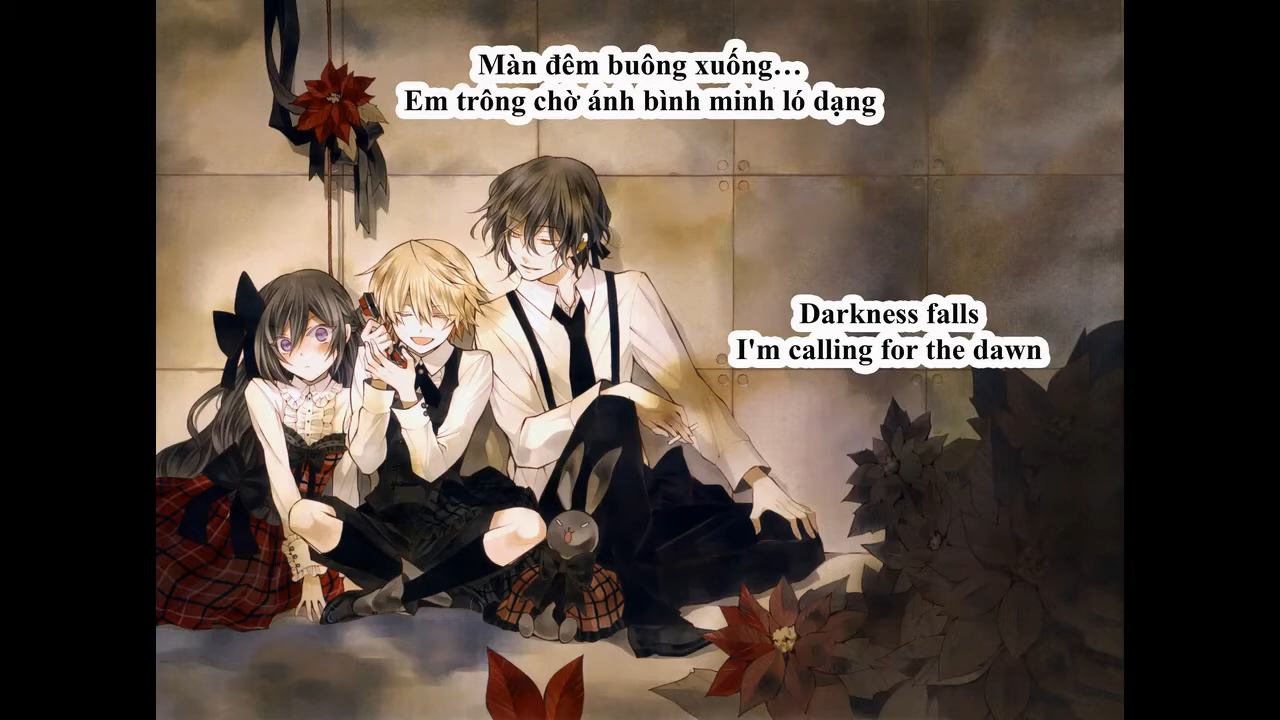 Màn đêm buông xuống…
Em trông chờ ánh bình minh ló dạng
Darkness falls
I'm calling for the dawn